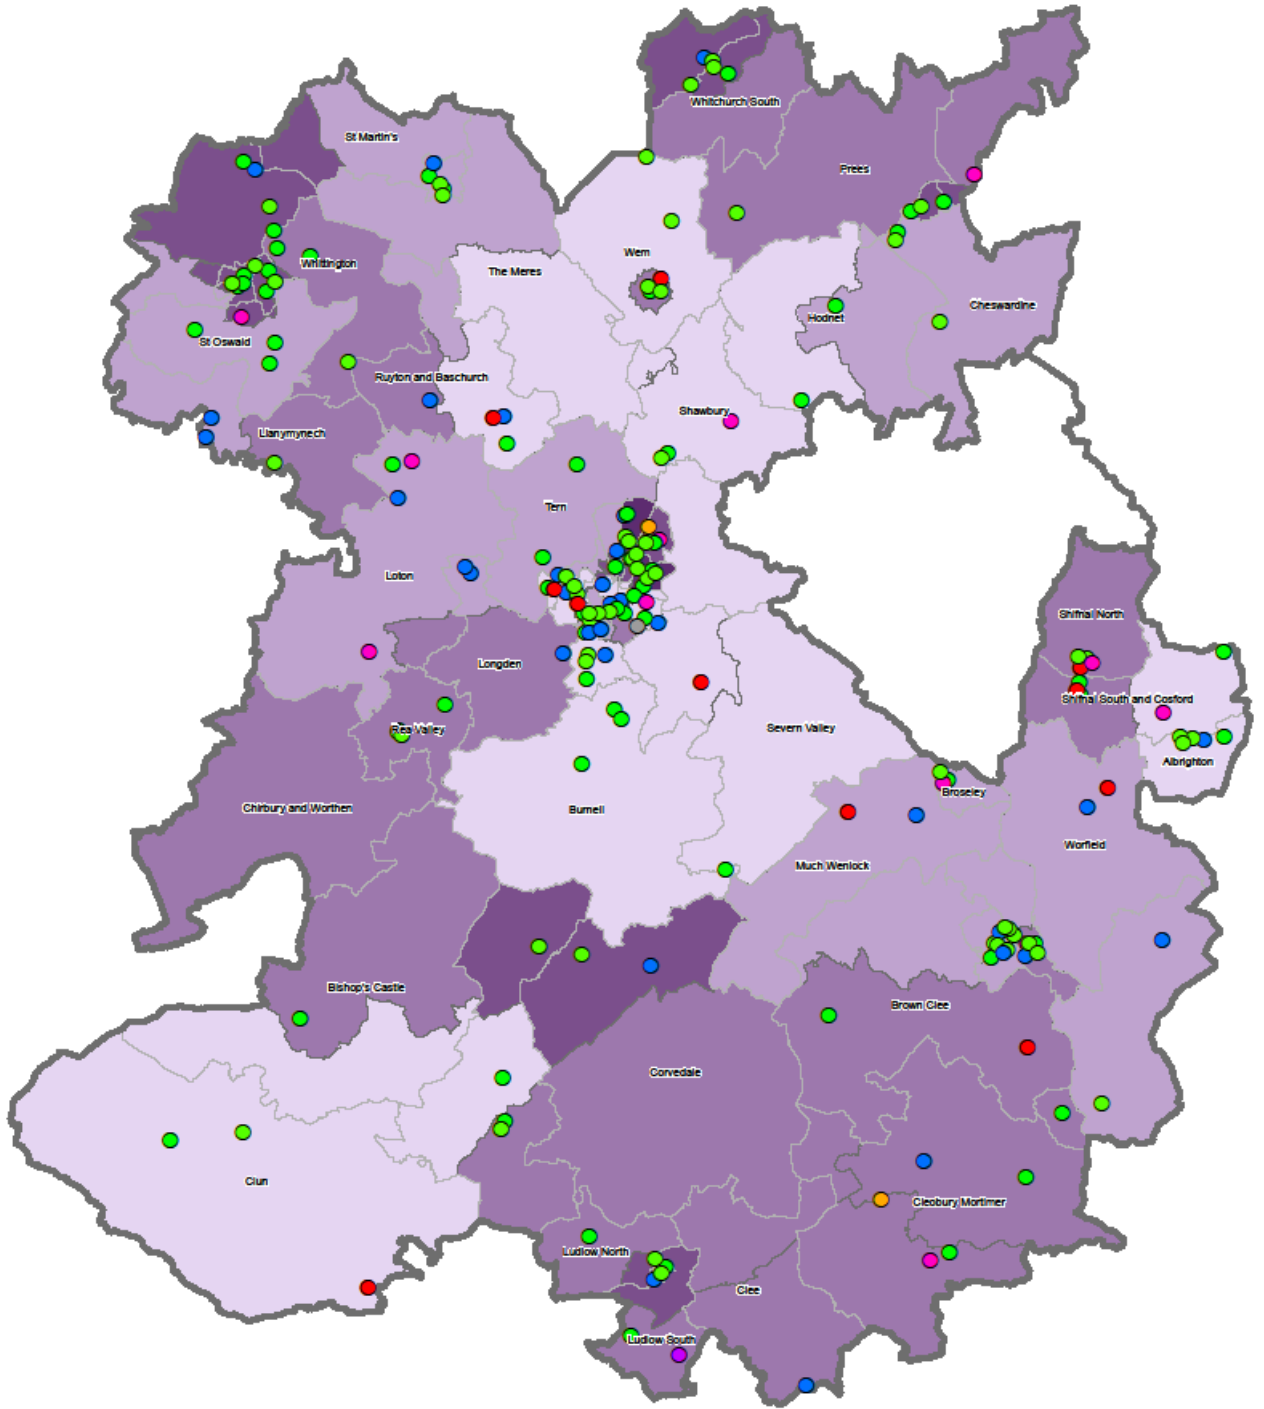 Whitchurch South
St Martin's
Prees
Wem
Whittington
The Meres
Hodnet
Cheswardine
St Oswald
Ruyton and Baschurch
Shawbury
Llanymynech
Tern
Loton
Shifnal North
Longden
Shifnal South and Cosford
Rea Valley
Severn Valley
Albrighton
Broseley
Chirbury and Worthen
Burnell
Worfield
Much Wenlock
Bishop's Castle
Brown Clee
Corvedale
Clun
Cleobury Mortimer
Ludlow North
Clee
Ludlow South